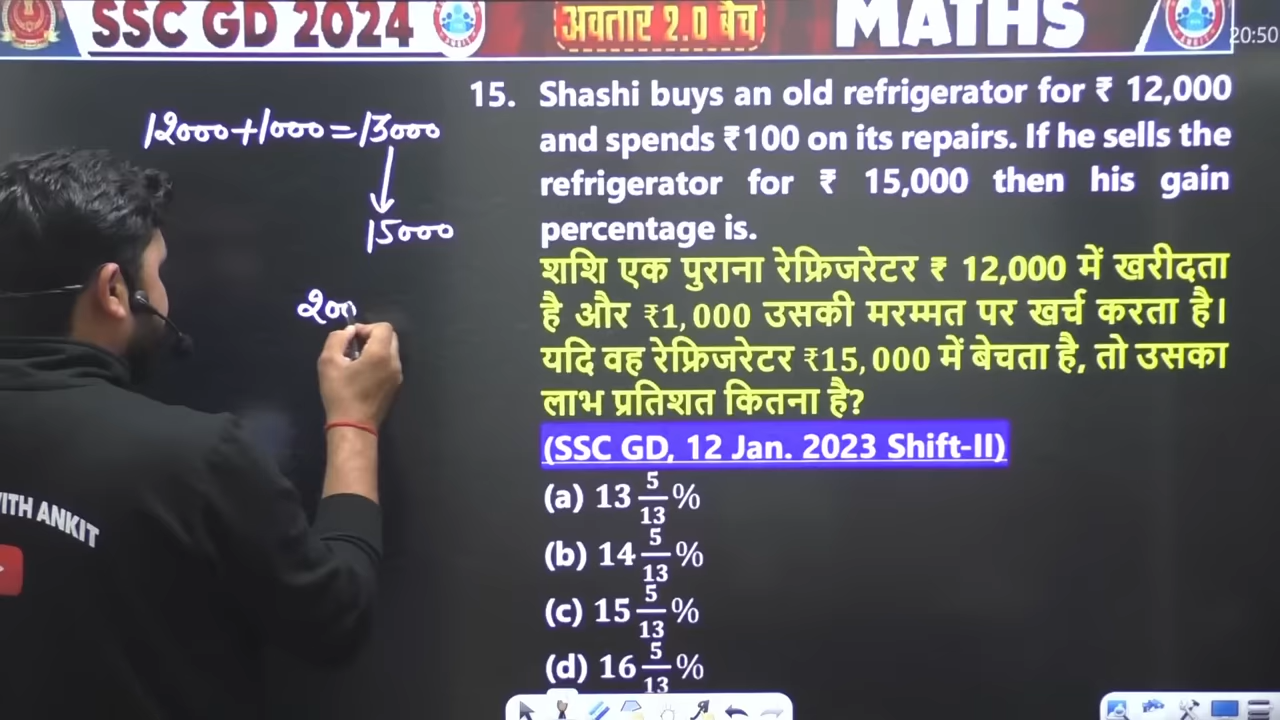 SSC GD 2024
अवतार 2.0 बैच
MATHS
20:50
12000+1000=13000
15000
200
15. Shashi buys an old refrigerator for ₹ 12,000
and spends ₹100 on its repairs. If he sells the
refrigerator for ₹ 15,000 then his gain
percentage is.
शशि एक पुराना रेफ्रिजरेटर ₹ 12,000 में खरीदता
है और ₹1,000 उसकी मरम्मत पर खर्च करता है।
यदि वह रेफ्रिजरेटर ₹15,000 में बेचता है, तो उसका
लाभ प्रतिशत कितना है?
(SSC GD, 12 Jan. 2023 Shift-II)
(a) 13 5/13 %
(b) 14 5/13 %
(c) 15 5/13 %
(d) 16 5/13 %
ITH ANKIT